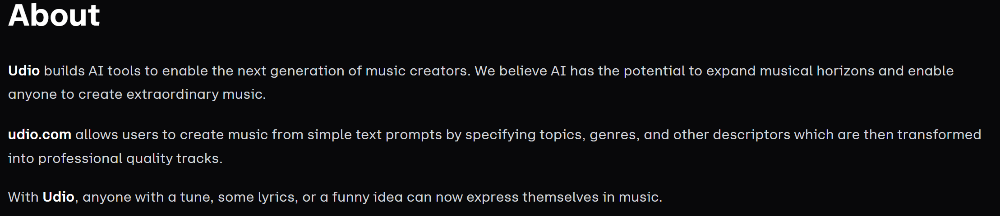 About
Udio builds AI tools to enable the next generation of music creators. We believe AI has the potential to expand musical horizons and enable
anyone to create extraordinary music.
udio.com allows users to create music from simple text prompts by specifying topics, genres, and other descriptors which are then transformed
into professional quality tracks.
With Udio, anyone with a tune, some lyrics, or a funny idea can now express themselves in music.